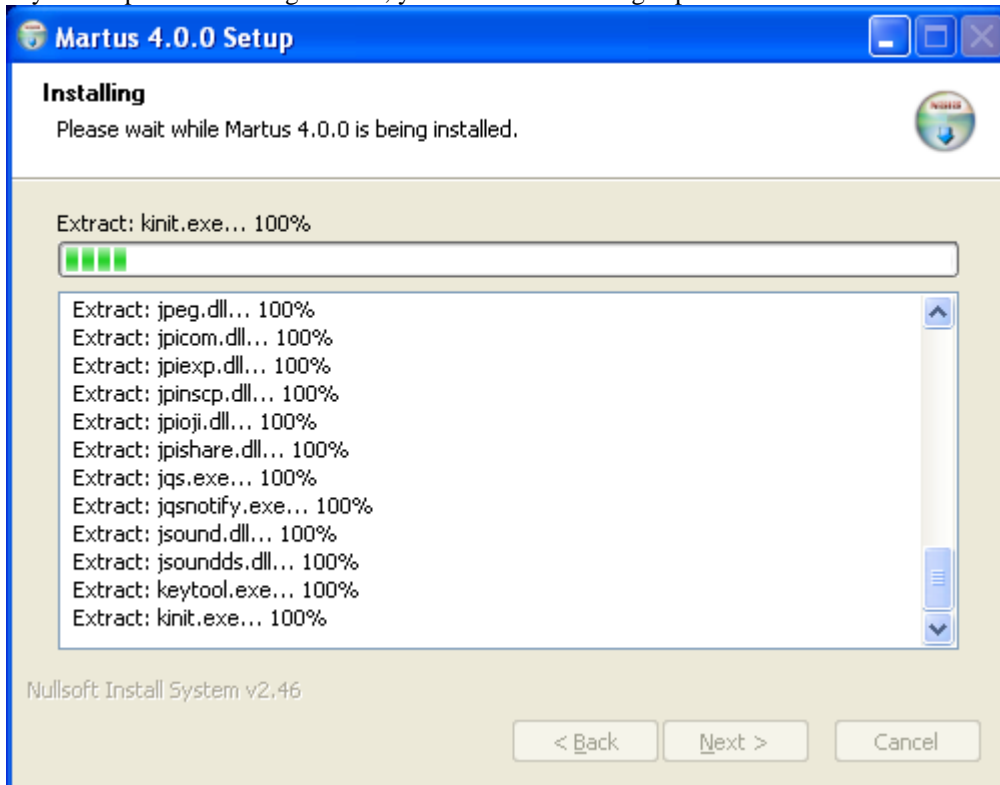 Martus 4.0.0 Setup
Installing
Please wait while Martus 4.0.0 is being installed.
Extract: kinit.exe... 100%
Extract: jpeg.dll... 100%
Extract: jpicom.dll... 100%
Extract: jpiexp.dll... 100%
Extract: jpinscp.dll... 100%
Extract: jpioji.dll... 100%
Extract: jpishare.dll... 100%
Extract: jqs.exe... 100%
Extract: jqsnotify.exe... 100%
Extract: jsound.dll... 100%
Extract: jsoundds.dll... 100%
Extract: keytool.exe... 100%
Extract: kinit.exe... 100%
Nullsoft Install System v2.46
< Back Next > Cancel